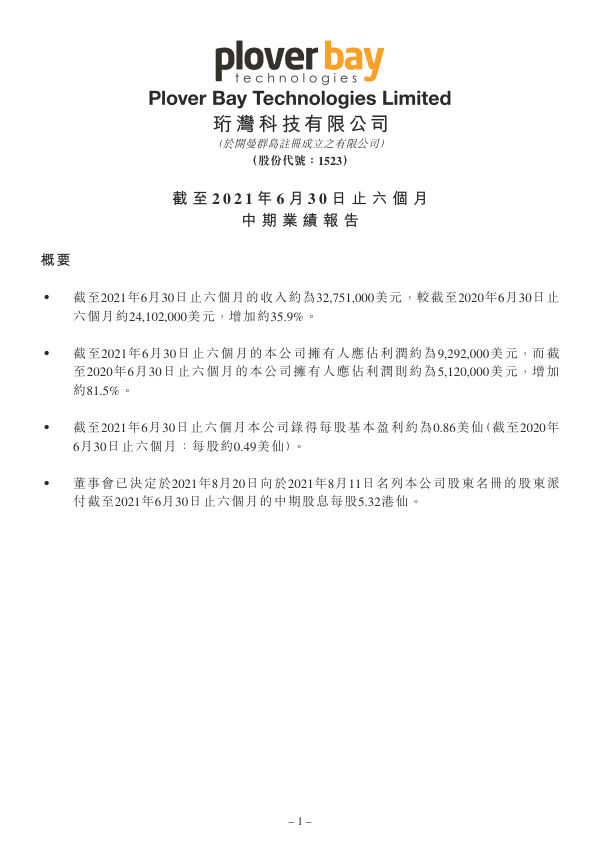 plover bay
technologies
Plover Bay Technologies Limited
珩灣科技有限公司
(於開曼群島註冊成立之有限公司)
(股份代號：1523)
截至2021年6月30日止六個月
中期業績報告
概要
• 截至2021年6月30日止六個月的收入約為32,751,000美元，較截至2020年6月30日止
六個月約24,102,000美元，增加約35.9%。
• 截至2021年6月30日止六個月的本公司擁有人應佔利潤約為9,292,000美元，而截
至2020年6月30日止六個月的本公司擁有人應佔利潤則約為5,120,000美元，增加
約81.5%。
• 截至2021年6月30日止六個月本公司錄得每股基本盈利約為0.86美仙(截至2020年
6月30日止六個月：每股約0.49美仙)。
• 董事會已決定於2021年8月20日向於2021年8月11日名列本公司股東名冊的股東派
付截至2021年6月30日止六個月的中期股息每股5.32港仙。
– 1 –